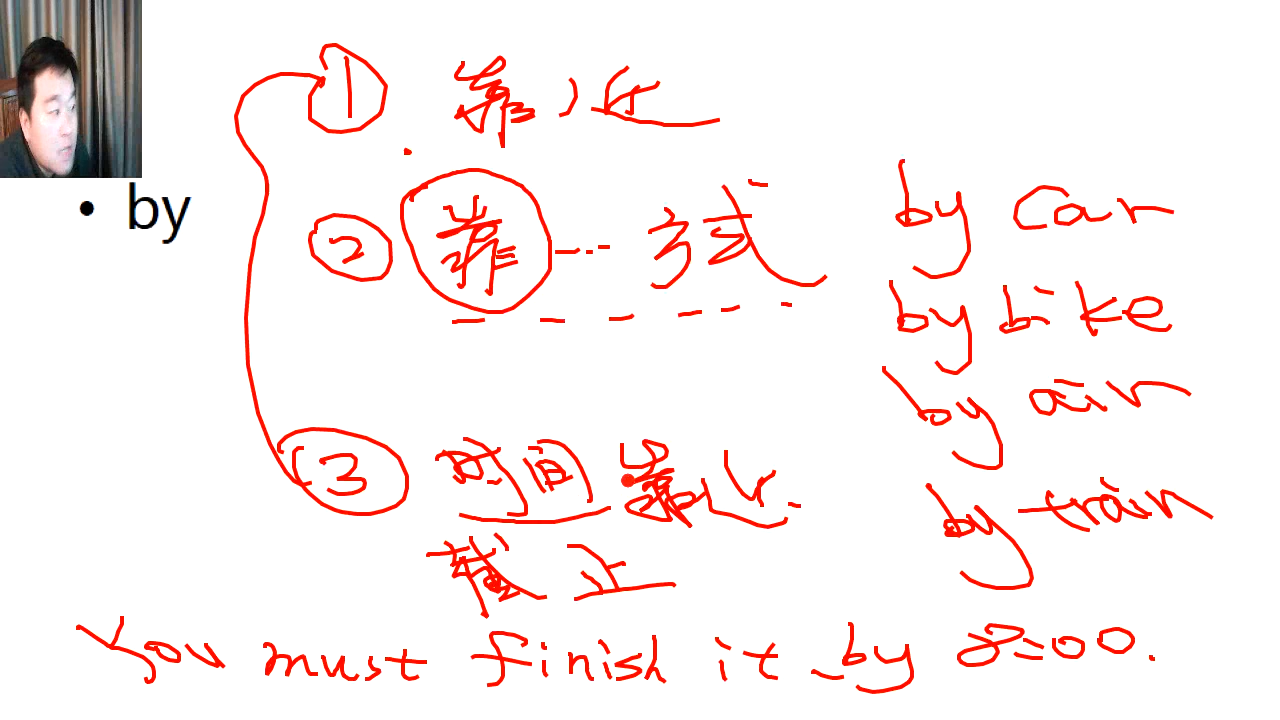 ① 靠近
• by
② 靠---方式
by car
by bike
by air
by train
③ 时间靠近
截止
You must finish it by 8:00.